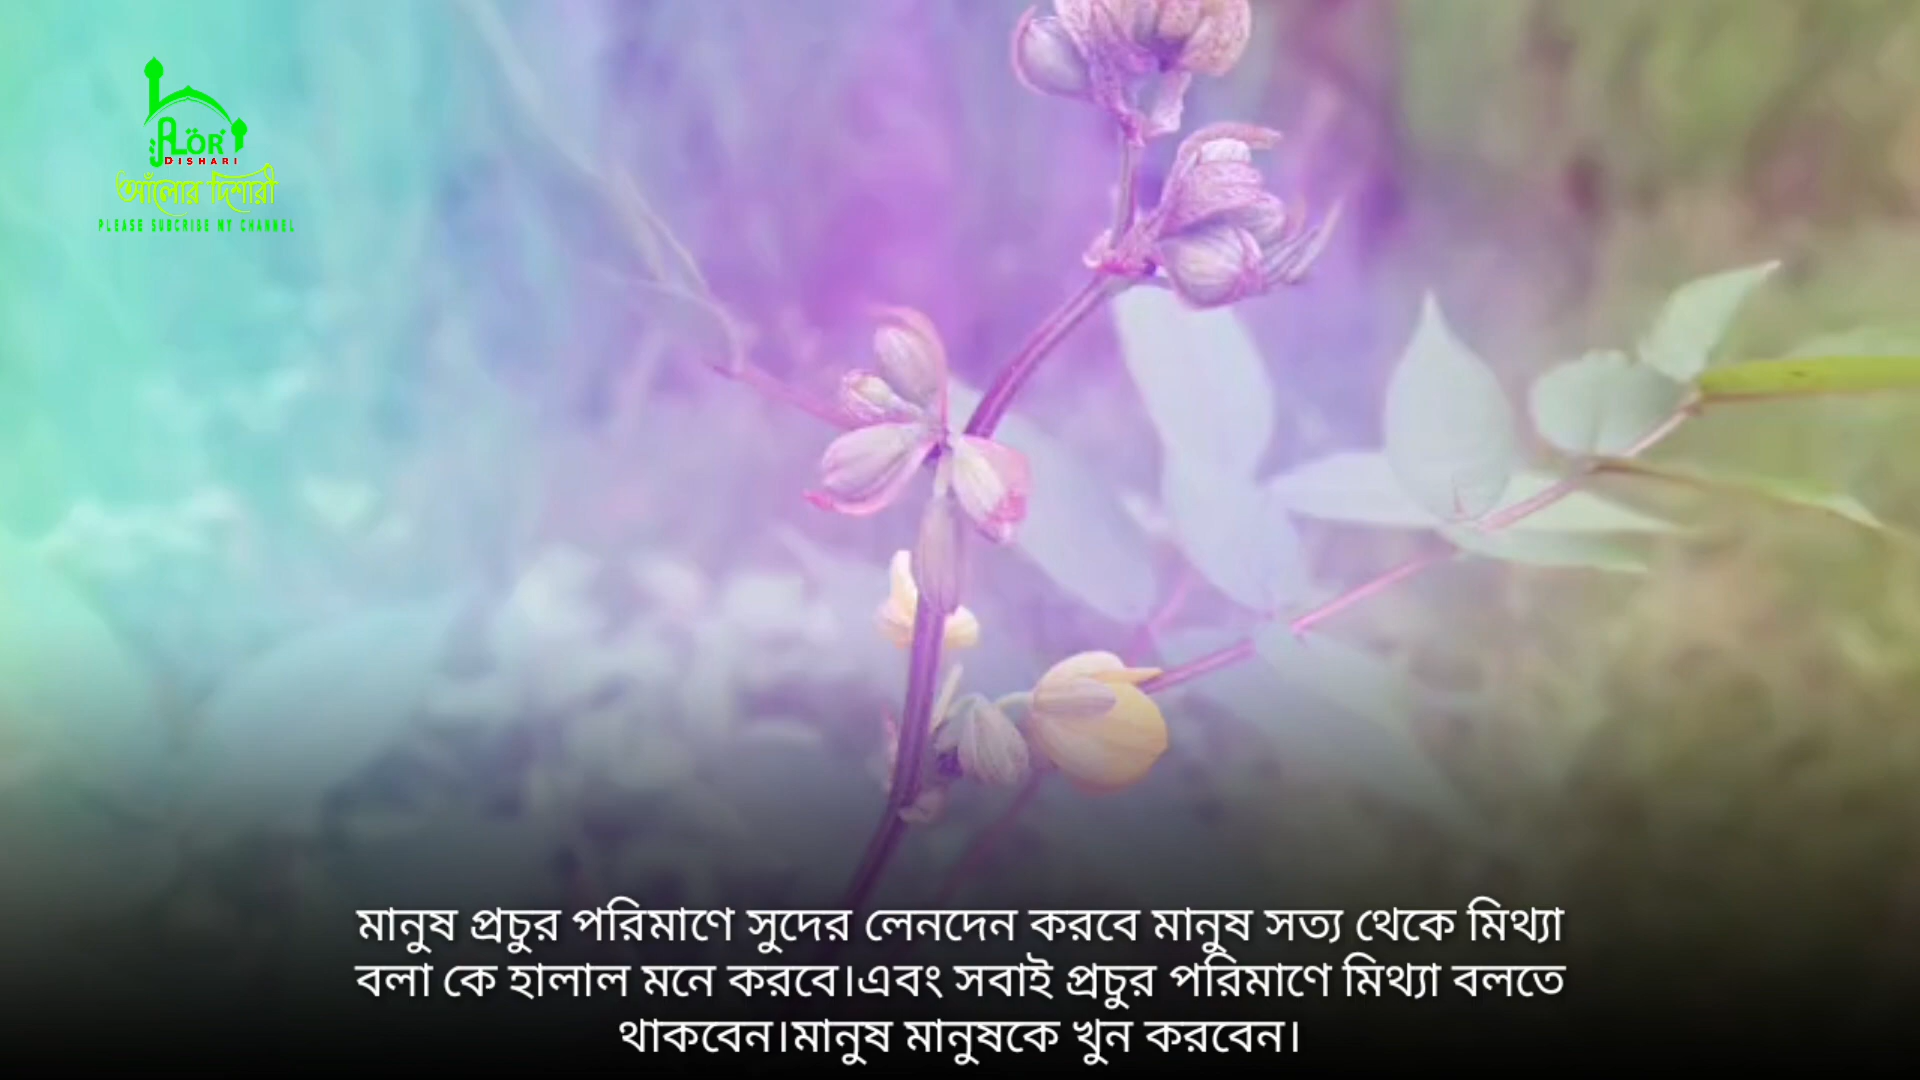 ALOR
DISHARI
আঁলোর দিশারী
PLEASE SUBCRIBE MY CHANNEL
মানুষ প্রচুর পরিমাণে সুদের লেনদেন করবে মানুষ সত্য থেকে মিথ্যা
বলা কে হালাল মনে করবে।এবং সবাই প্রচুর পরিমাণে মিথ্যা বলতে
থাকবেন।মানুষ মানুষকে খুন করবেন।